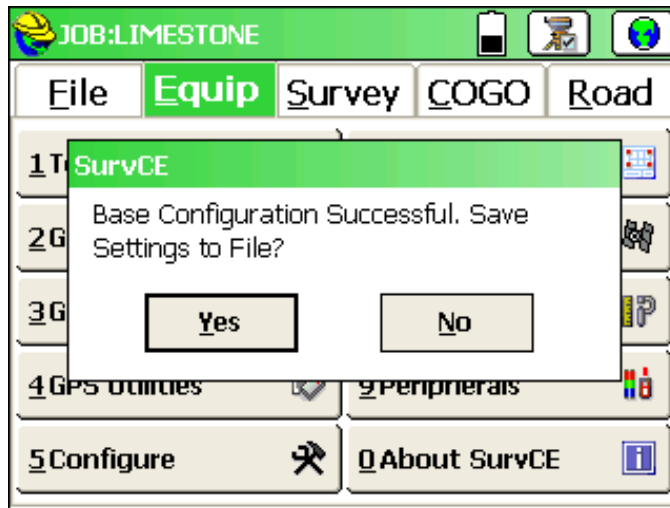 JOB:LIMESTONE
File Equip Survey COGO Road
SurvCE
Base Configuration Successful. Save
Settings to File?
Yes No
4 GPS Utilities 9 Peripherals
5 Configure 0 About SurvCE